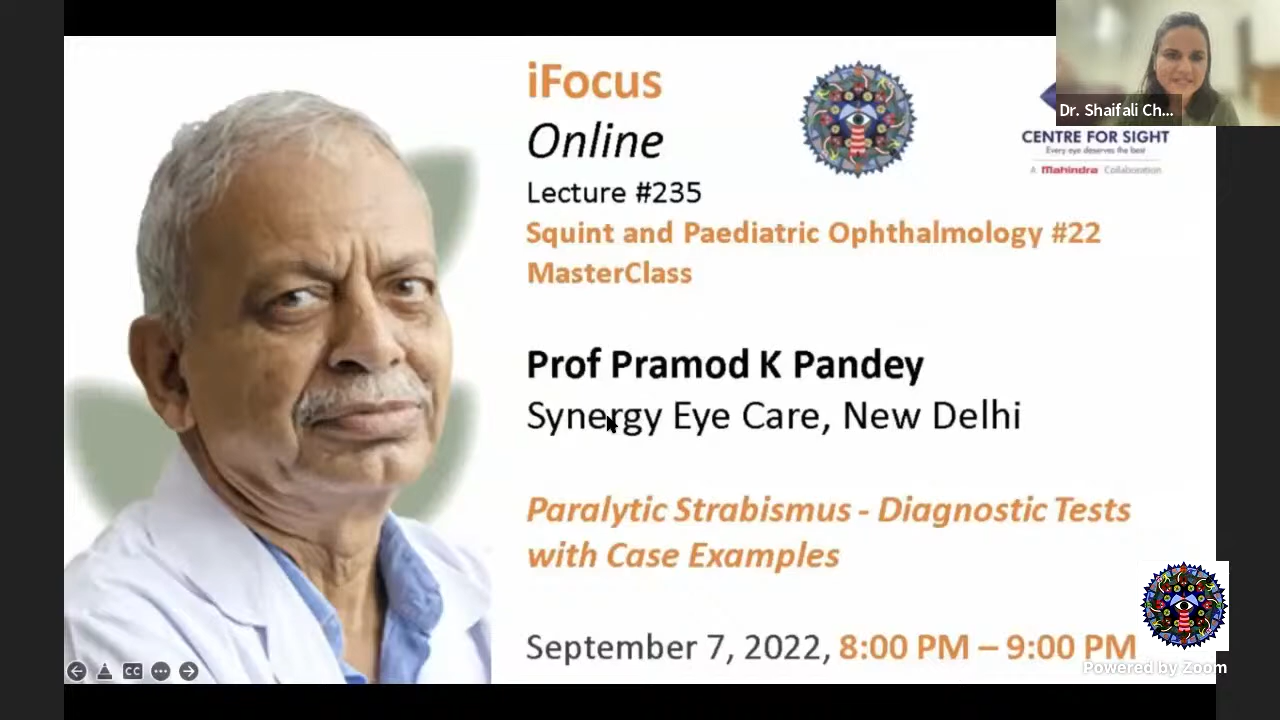 iFocus
Online
Lecture #235
Squint and Paediatric Ophthalmology #22
MasterClass
Prof Pramod K Pandey
Synergy Eye Care, New Delhi
Paralytic Strabismus - Diagnostic Tests
with Case Examples
September 7, 2022, 8:00 PM – 9:00 PM
Dr. Shaifali Ch...
CENTRE FOR SIGHT
Every eye deserves the best
A Mahindra Collaboration
CC
Powered by Zoom